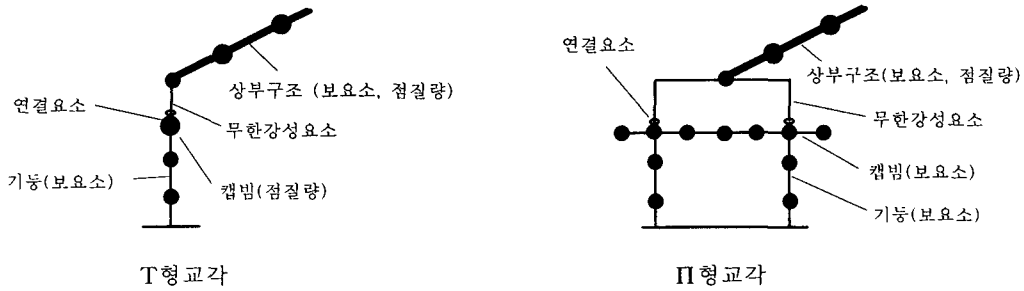 상부구조 (보요소, 점질량)
연결요소
무한강성요소
기둥(보요소)
캡빔(점질량)
T형교각
연결요소
상부구조(보요소, 점질량)
무한강성요소
캡빔(보요소)
기둥(보요소)
Π형교각